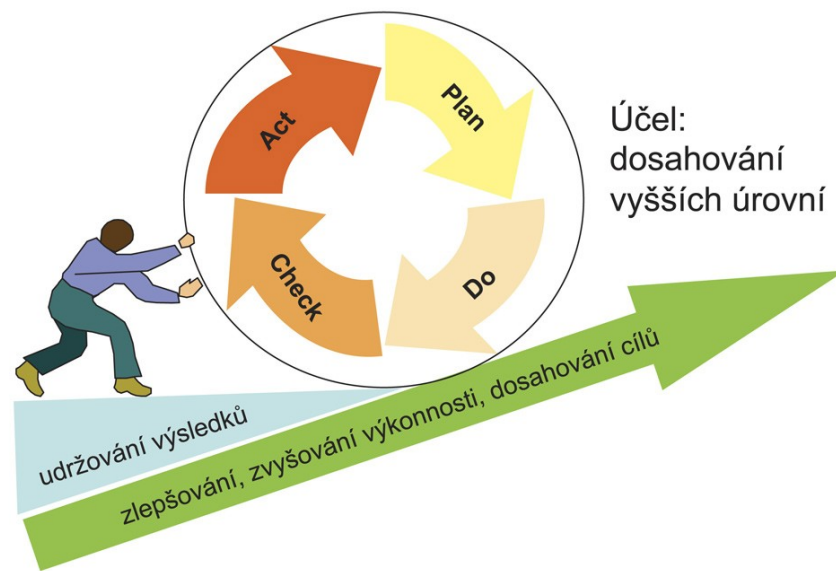 Act
Plan
Check
Do
Účel:
dosahování
vyšších úrovní
udržování výsledků
zlepšování, zvyšování výkonnosti, dosahování cílů